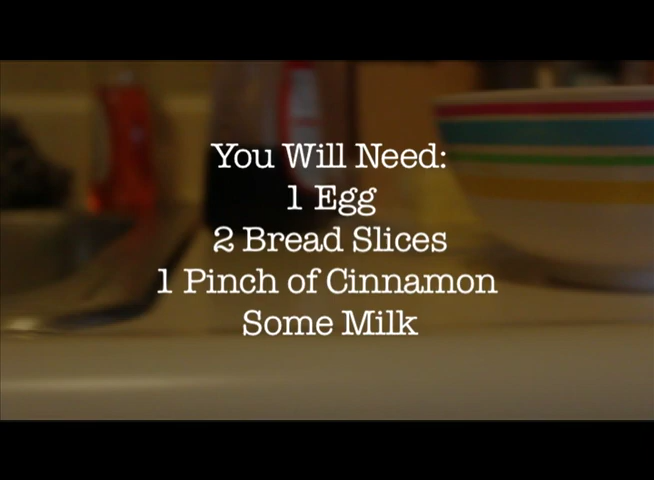 You Will Need:
1 Egg
2 Bread Slices
1 Pinch of Cinnamon
Some Milk